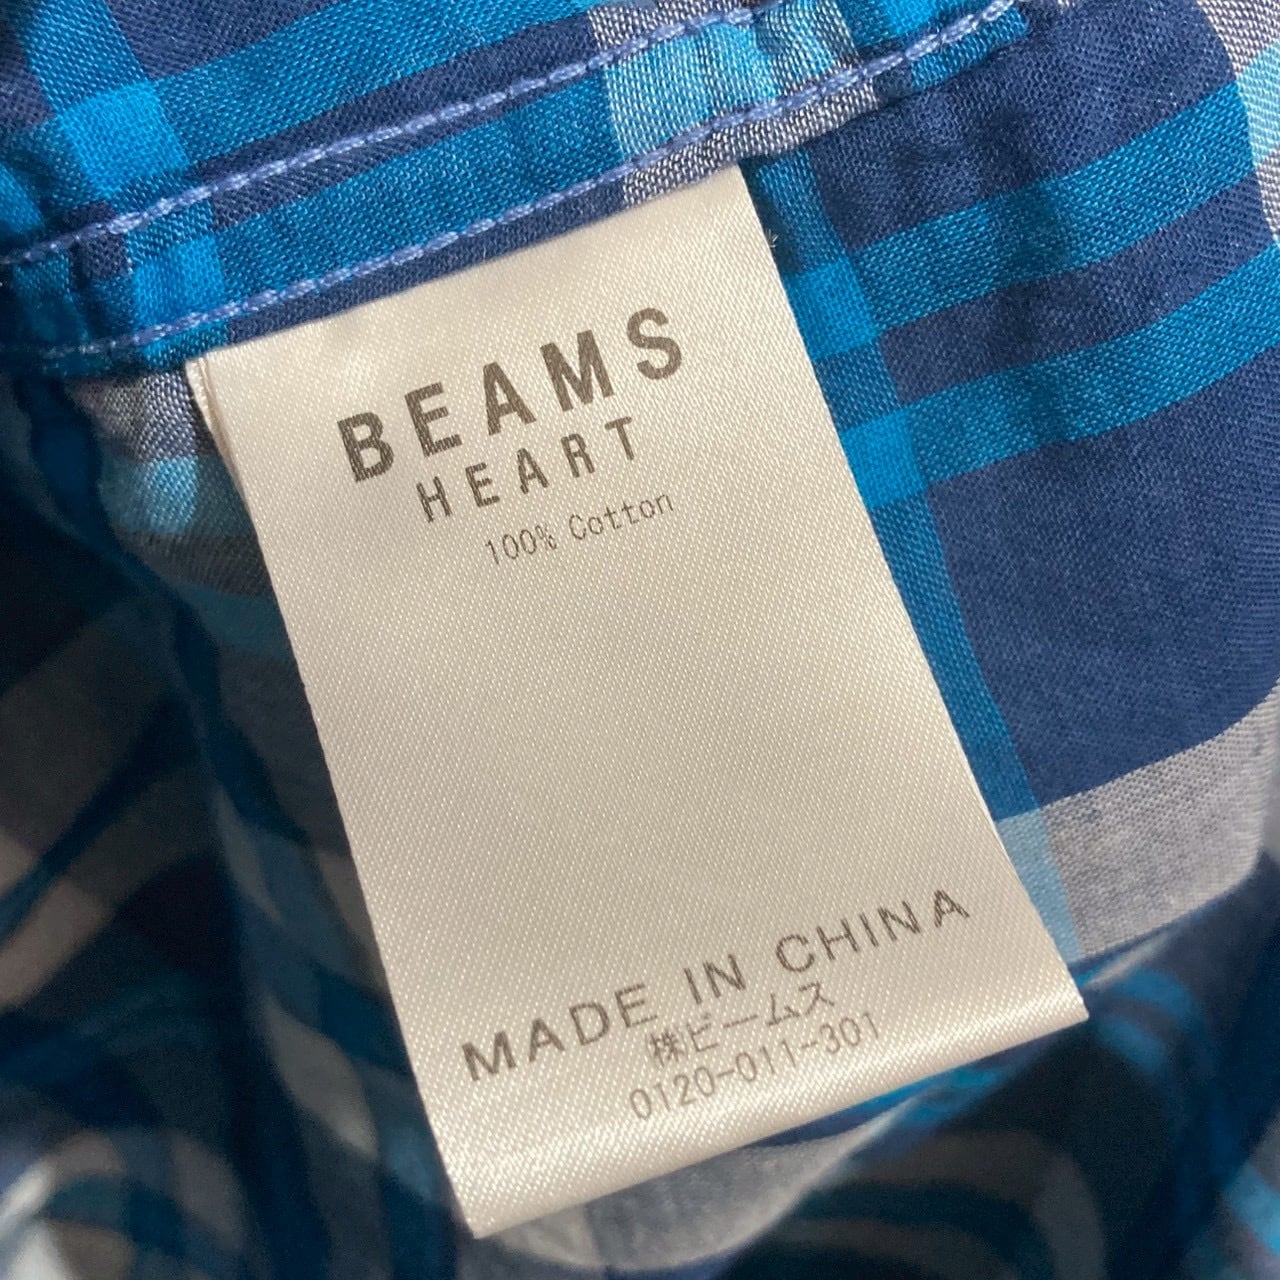 BEAMS
HEART
100% Cotton
MADE IN CHINA
㈱ビームス
0120-011-301